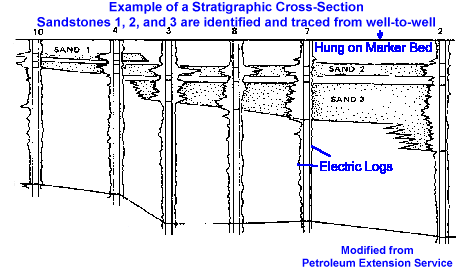 Example of a Stratigraphic Cross-Section
Sandstones 1, 2, and 3 are identified and traced from well-to-well
10 4 3 8 7 2
SAND 1
Hung on Marker Bed
SAND 2
SAND 3
Electric Logs
Modified from
Petroleum Extension Service